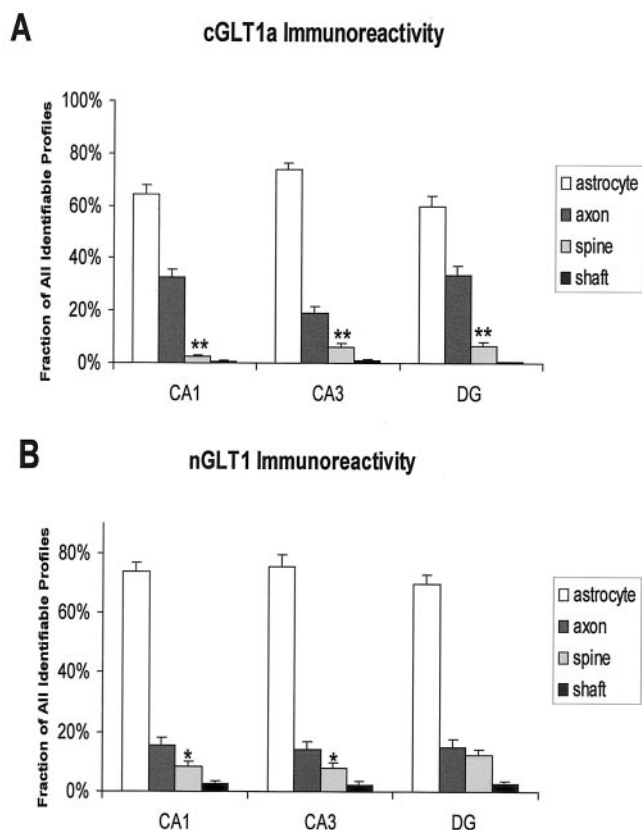 A
cGLT1a Immunoreactivity
Fraction of All Identifiable Profiles
100%
80%
60%
40%
20%
0%
**
**
**
CA1
CA3
DG
astrocyte
axon
spine
shaft
B
nGLT1 Immunoreactivity
Fraction of All Identifiable Profiles
80%
60%
40%
20%
0%
*
*
CA1
CA3
DG
astrocyte
axon
spine
shaft